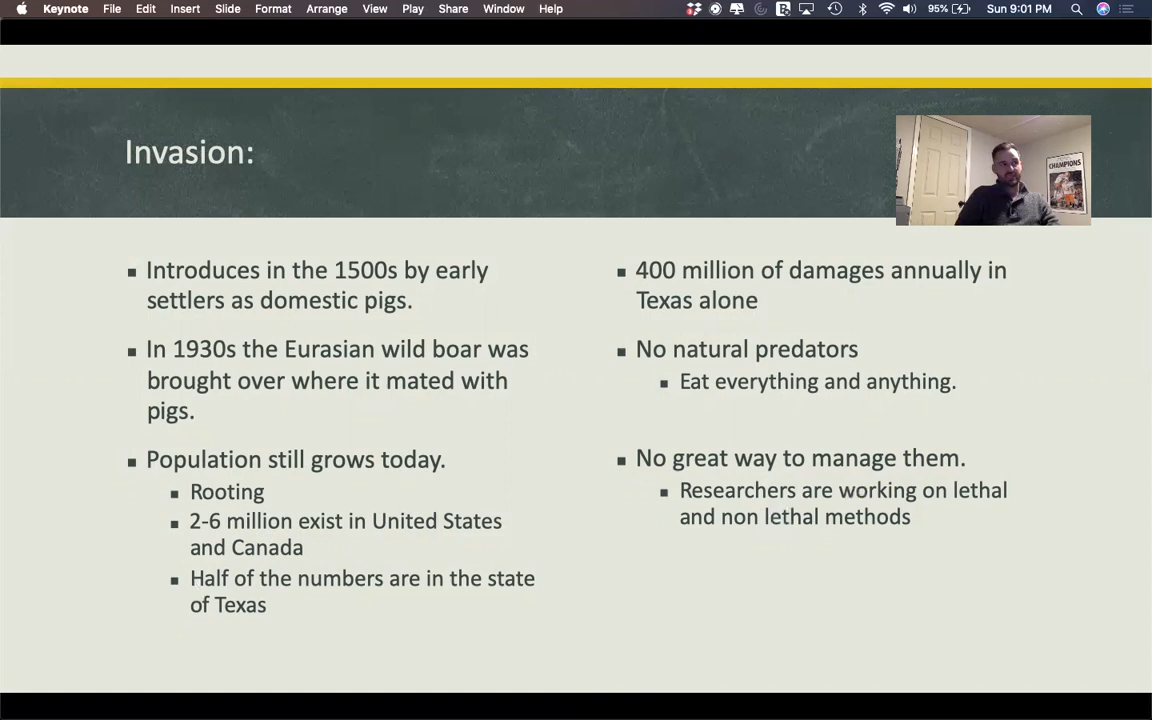 Keynote File Edit Insert Slide Format Arrange View Play Share Window Help 95% Sun 9:01 PM
Invasion:
CHAMPIONS
Introduces in the 1500s by early
settlers as domestic pigs.
In 1930s the Eurasian wild boar was
brought over where it mated with
pigs.
Population still grows today.
Rooting
2-6 million exist in United States
and Canada
Half of the numbers are in the state
of Texas
400 million of damages annually in
Texas alone
No natural predators
Eat everything and anything.
No great way to manage them.
Researchers are working on lethal
and non lethal methods